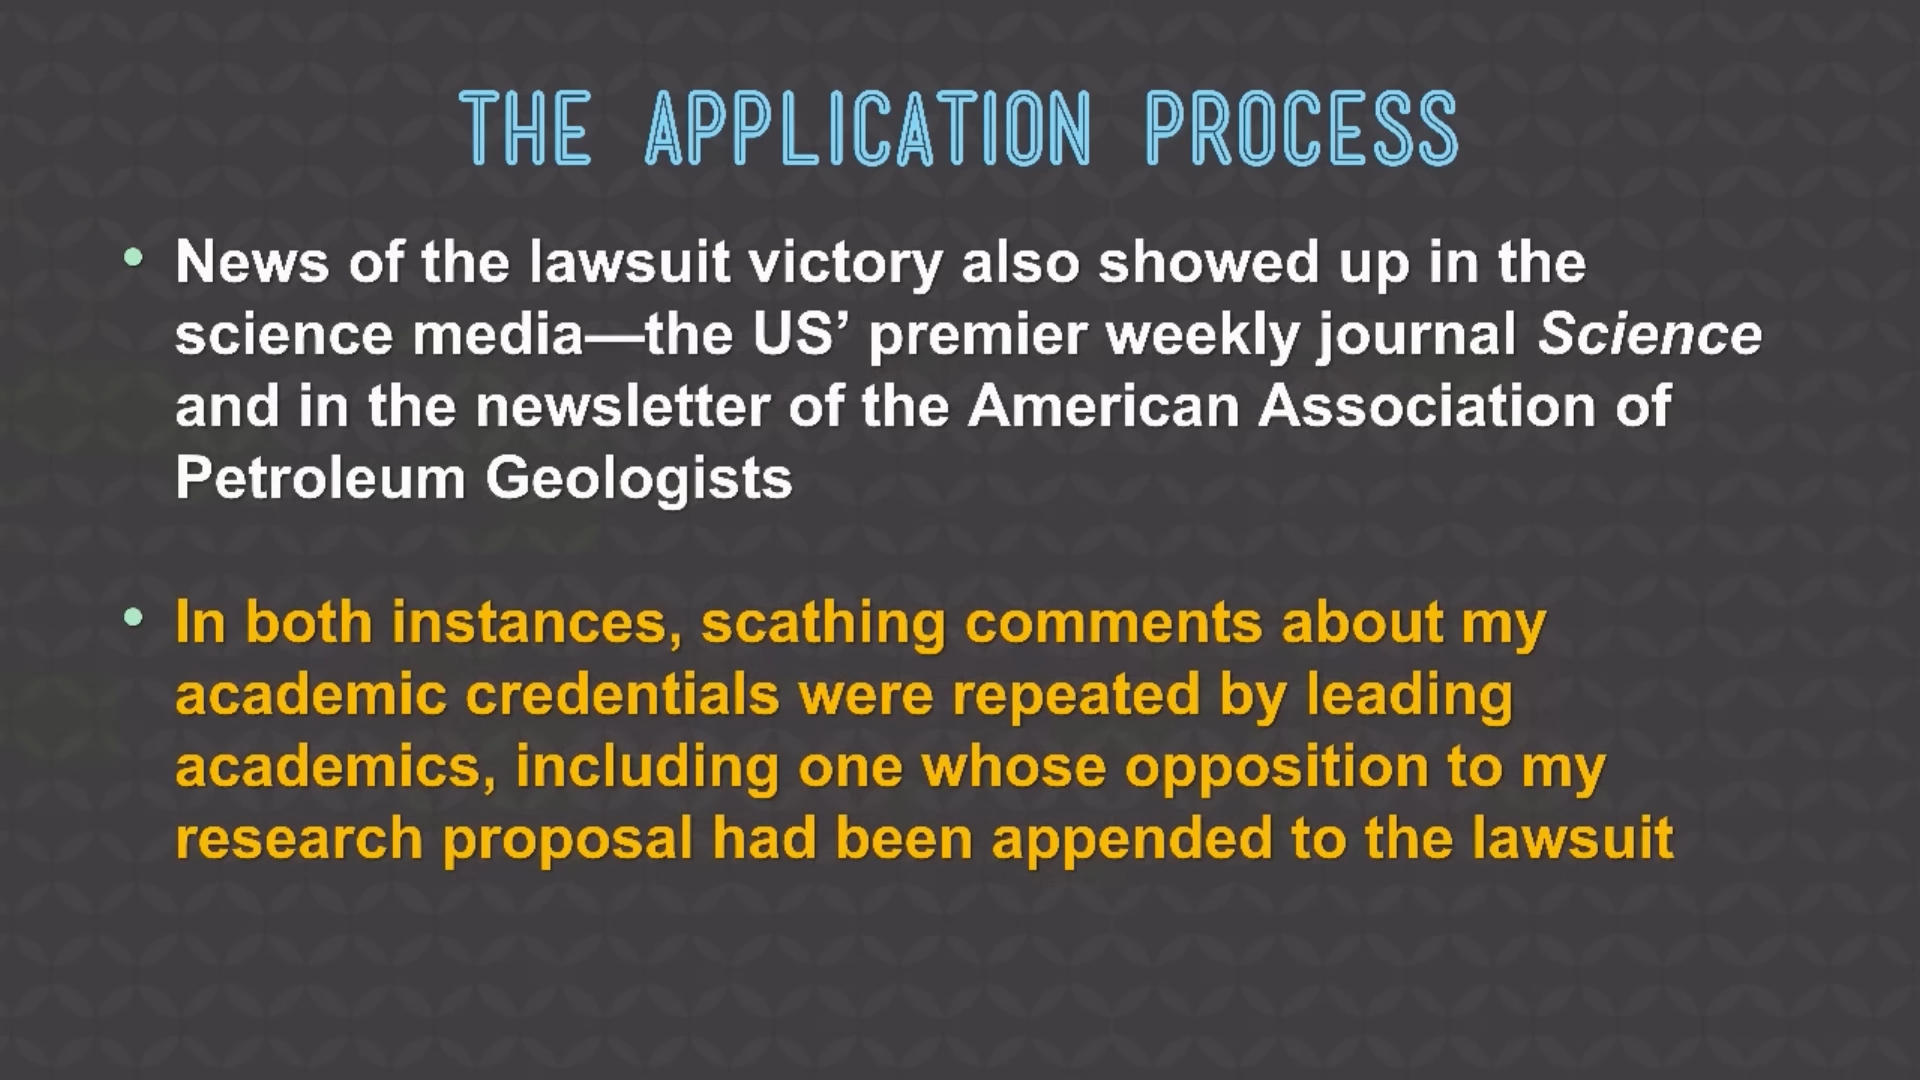 THE APPLICATION PROCESS
• News of the lawsuit victory also showed up in the
science media—the US’ premier weekly journal Science
and in the newsletter of the American Association of
Petroleum Geologists
• In both instances, scathing comments about my
academic credentials were repeated by leading
academics, including one whose opposition to my
research proposal had been appended to the lawsuit